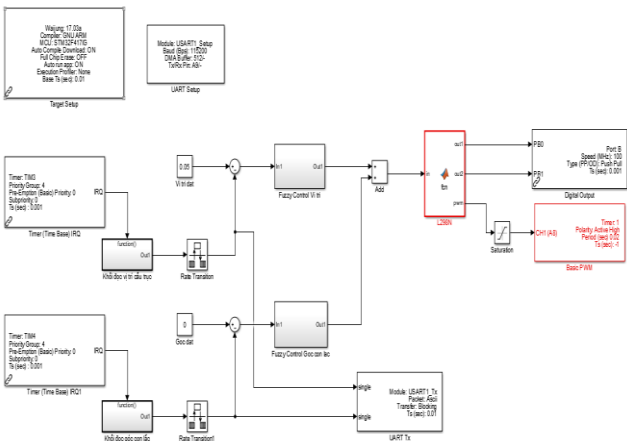 Waijung: 17.03a
Compiler: GNU ARM
MCU: STM32F417IG
Auto Compile Download: ON
Full Chip Erase: OFF
Auto run app: ON
Execution Profiler: None
Base Ts (sec): 0.01
Target Setup
Module: USART1_Setup
Baud (Bps): 115200
DMA Buffer: 512/-
Tx/Rx Pin: A9/-
UART Setup
Timer: TIM3
Priority Group: 4
Pre-Emption (Basic) Priority: 0
Subpriority: 0
Ts (sec) : 0.001
IRQ
Timer (Time Base) IRQ
function()
Out1
Khối đọc vị trí cầu trục
Rate Transition
0.05
Vi tri dat
In1
Out1
Fuzzy Control Vi tri
Add
in
fcn
out1
out2
pwm
L298N
PB0
PB1
Port: B
Speed (MHz): 100
Type (PP/OD): Push Pull
Ts (sec): 0.001
Digital Output
Saturation
CH1 (A8)
Timer: 1
Polarity: Active High
Period (sec) 0.02
Ts (sec): -1
Basic PWM
Timer: TIM4
Priority Group: 4
Pre-Emption (Basic) Priority: 0
Subpriority: 0
Ts (sec) : 0.001
IRQ
Timer (Time Base) IRQ1
function()
Out1
Khối đọc góc con lắc
Rate Transition1
0
Goc dat
In1
Out1
Fuzzy Control Goc con lac
single
single
Module: USART1_Tx
Packet: Ascii
Transfer: Blocking
Ts (sec): 0.01
UART Tx